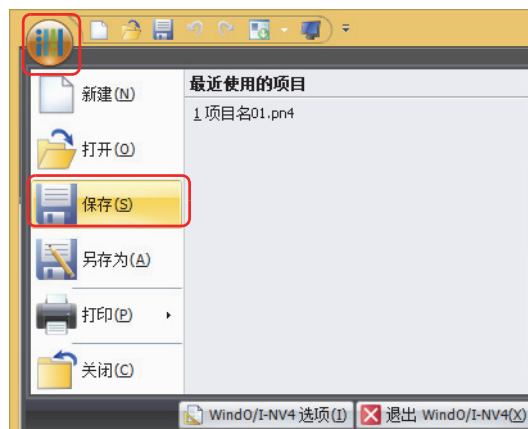 新建(N)
打开(O)
保存(S)
另存为(A)
打印(P)
关闭(C)
最近使用的项目
1 项目名01.pn4
WindO/I-NV4 选项(I)
退出 WindO/I-NV4(X)